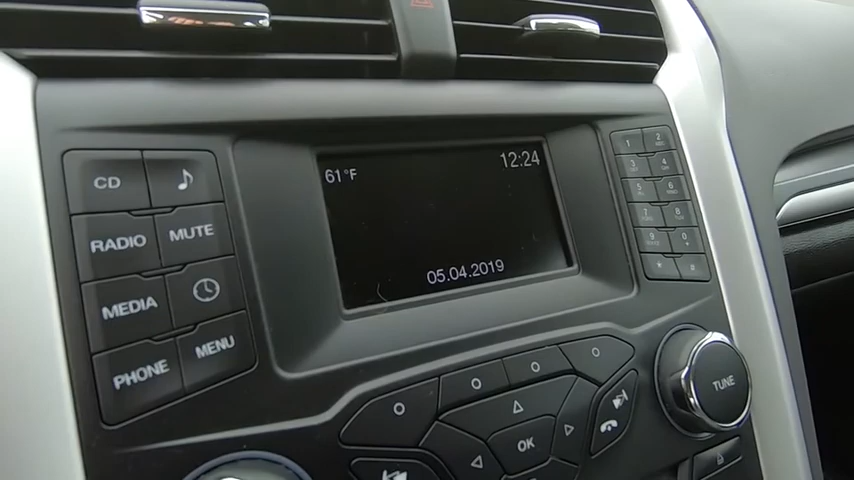 61°F 12:24
05.04.2019
CD
RADIO MUTE
MEDIA
PHONE MENU
1 2
3 4
5 6
7 8
9 0
* #
OK
TUNE